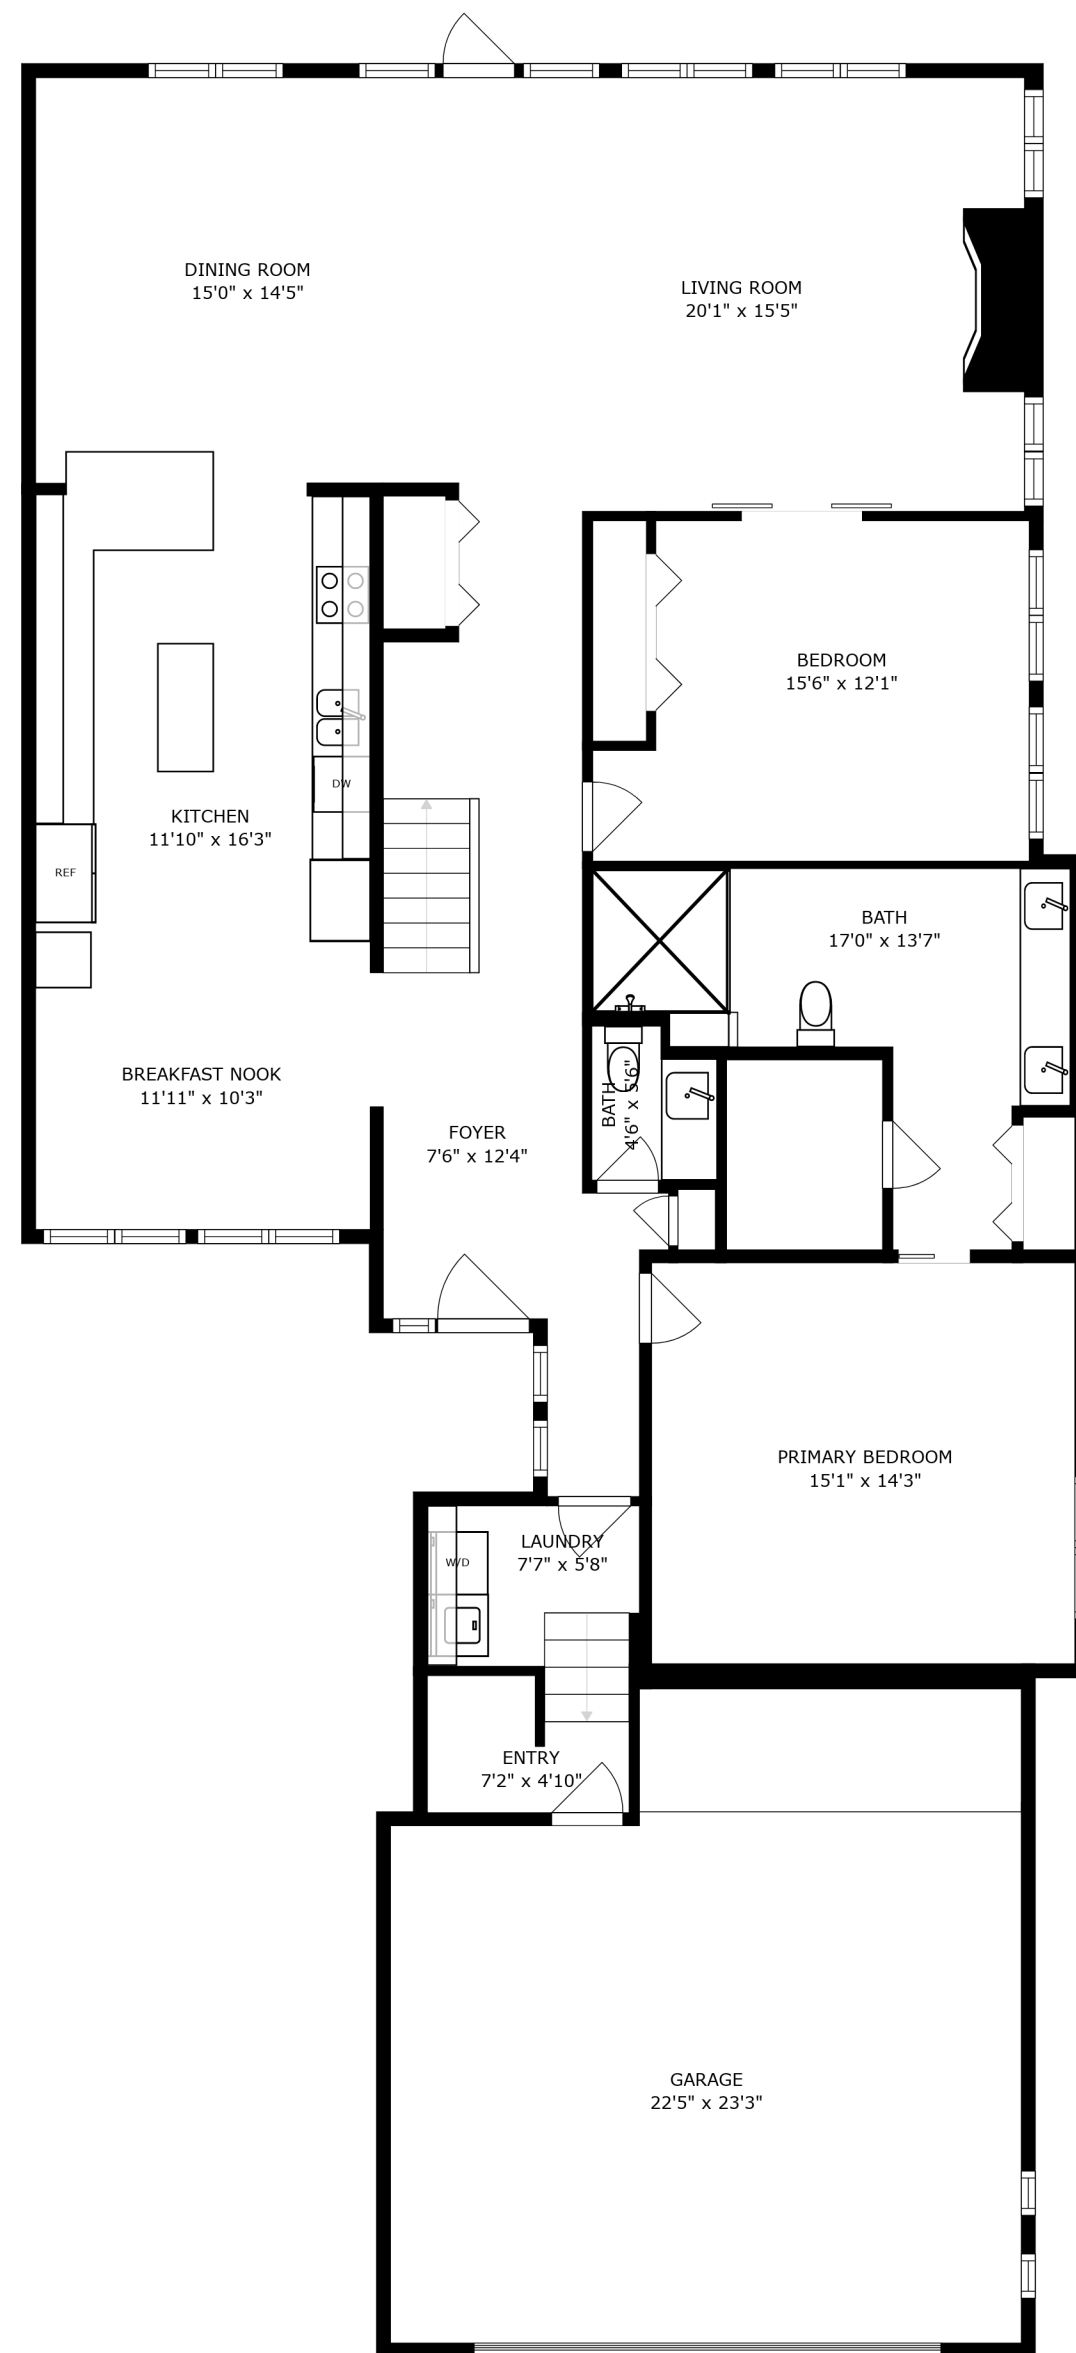 DINING ROOM
15'0" x 14'5"
LIVING ROOM
20'1" x 15'5"
BEDROOM
15'6" x 12'1"
DW
KITCHEN
11'10" x 16'3"
REF
BATH
17'0" x 13'7"
BREAKFAST NOOK
11'11" x 10'3"
BATH
4'6" x 5'6"
FOYER
7'6" x 12'4"
PRIMARY BEDROOM
15'1" x 14'3"
LAUNDRY
7'7" x 5'8"
W/D
ENTRY
7'2" x 4'10"
GARAGE
22'5" x 23'3"